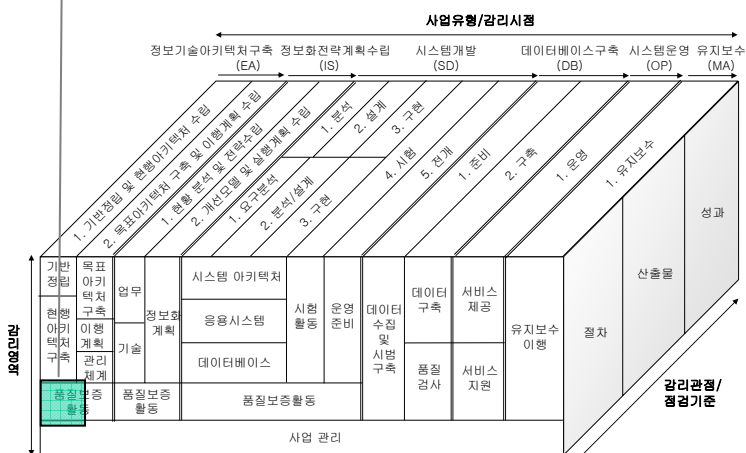 사업유형/감리시점
정보기술아키텍처구축
(EA)
정보화전략계획수립
(IS)
시스템개발
(SD)
데이터베이스구축
(DB)
시스템운영
(OP)
유지보수
(MA)
1. 기반정립 및 현행아키텍처 수립
2. 목표아키텍처 구축 및 이행계획 수립
1. 현황 분석 및 전략수립
2. 개선모델 및 실행계획 수립
1. 분석
2. 설계
3. 구현
1. 요구분석
2. 분석/설계
3. 구현
4. 시험
5. 전개
1. 준비
2. 구축
1. 운영
1. 유지보수
감리영역
기반
정립
현행
아키
텍처
구축
목표
아키
텍처
구축
이행
계획
관리
체계
업무
기술
정보화
계획
시스템 아키텍처
응용시스템
데이터베이스
시험
활동
운영
준비
데이터
수집
및
시범
구축
데이터
구축
품질
검사
서비스
제공
서비스
지원
유지보수
이행
품질보증
활동
품질보증
활동
품질보증활동
사업 관리
절차
산출물
성과
감리관점/
점검기준